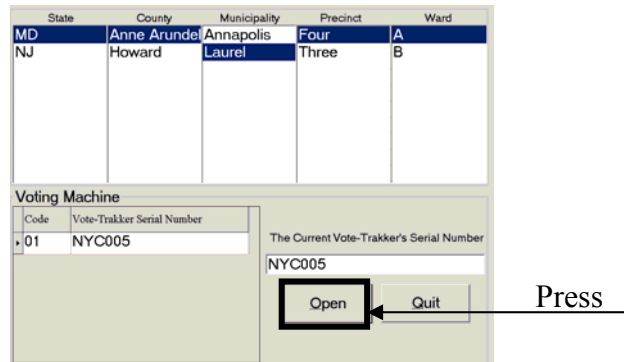 State County Municipality Precinct Ward
MD Anne Arundel Annapolis Four A
NJ Howard Laurel Three B
Voting Machine
Code Vote-Trakker Serial Number
01 NYC005
The Current Vote-Trakker's Serial Number
NYC005
Open Quit
Press